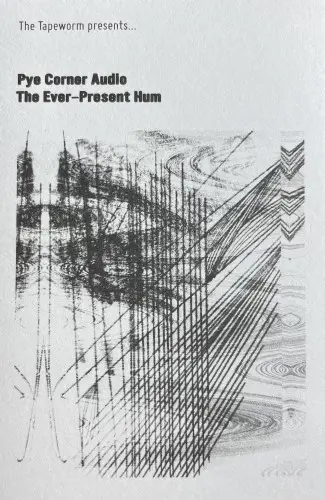 The Tapeworm presents...
Pye Corner Audio
The Ever-Present Hum